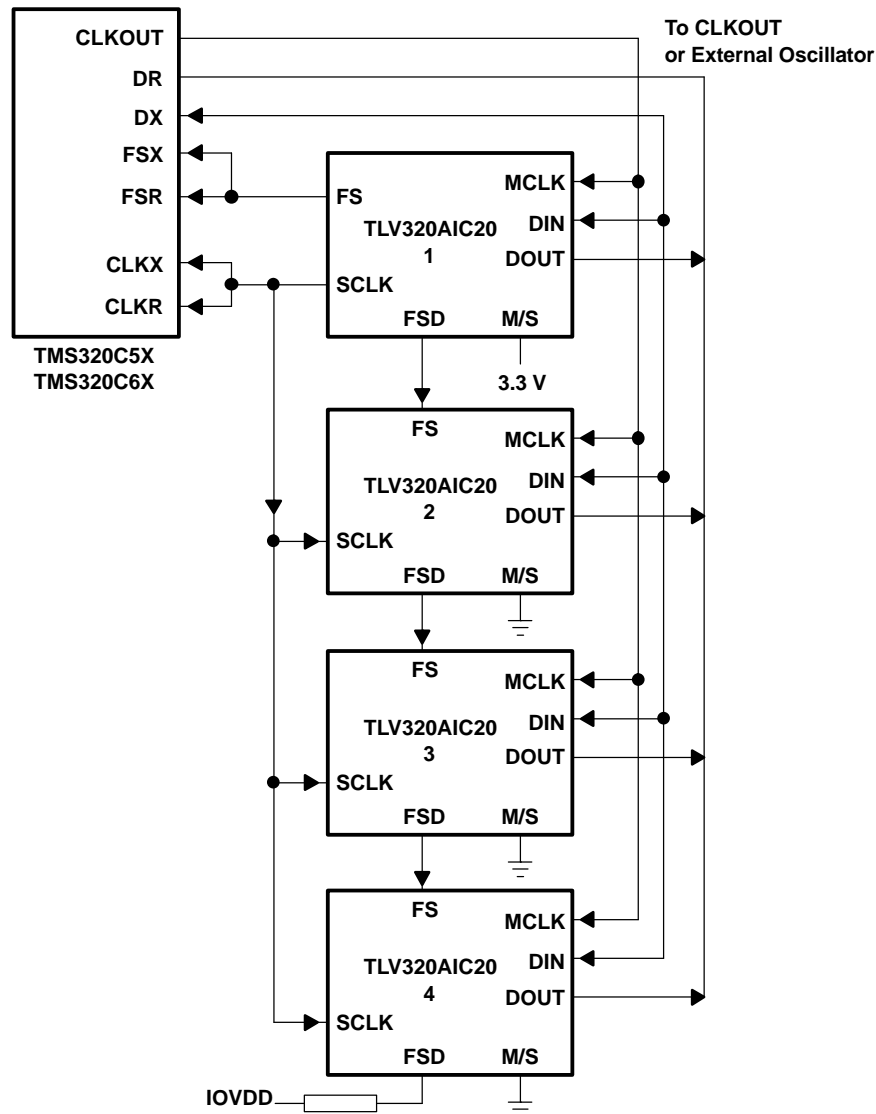 To CLKOUT
or External Oscillator
CLKOUT
DR
DX
FSX
FSR
CLKX
CLKR
TMS320C5X
TMS320C6X
FS
MCLK
DIN
TLV320AIC20
1
DOUT
SCLK
FSD
M/S
3.3 V
FS
MCLK
DIN
TLV320AIC20
2
DOUT
SCLK
FSD
M/S
FS
MCLK
DIN
TLV320AIC20
3
DOUT
SCLK
FSD
M/S
FS
MCLK
DIN
TLV320AIC20
4
DOUT
SCLK
FSD
M/S
IOVDD